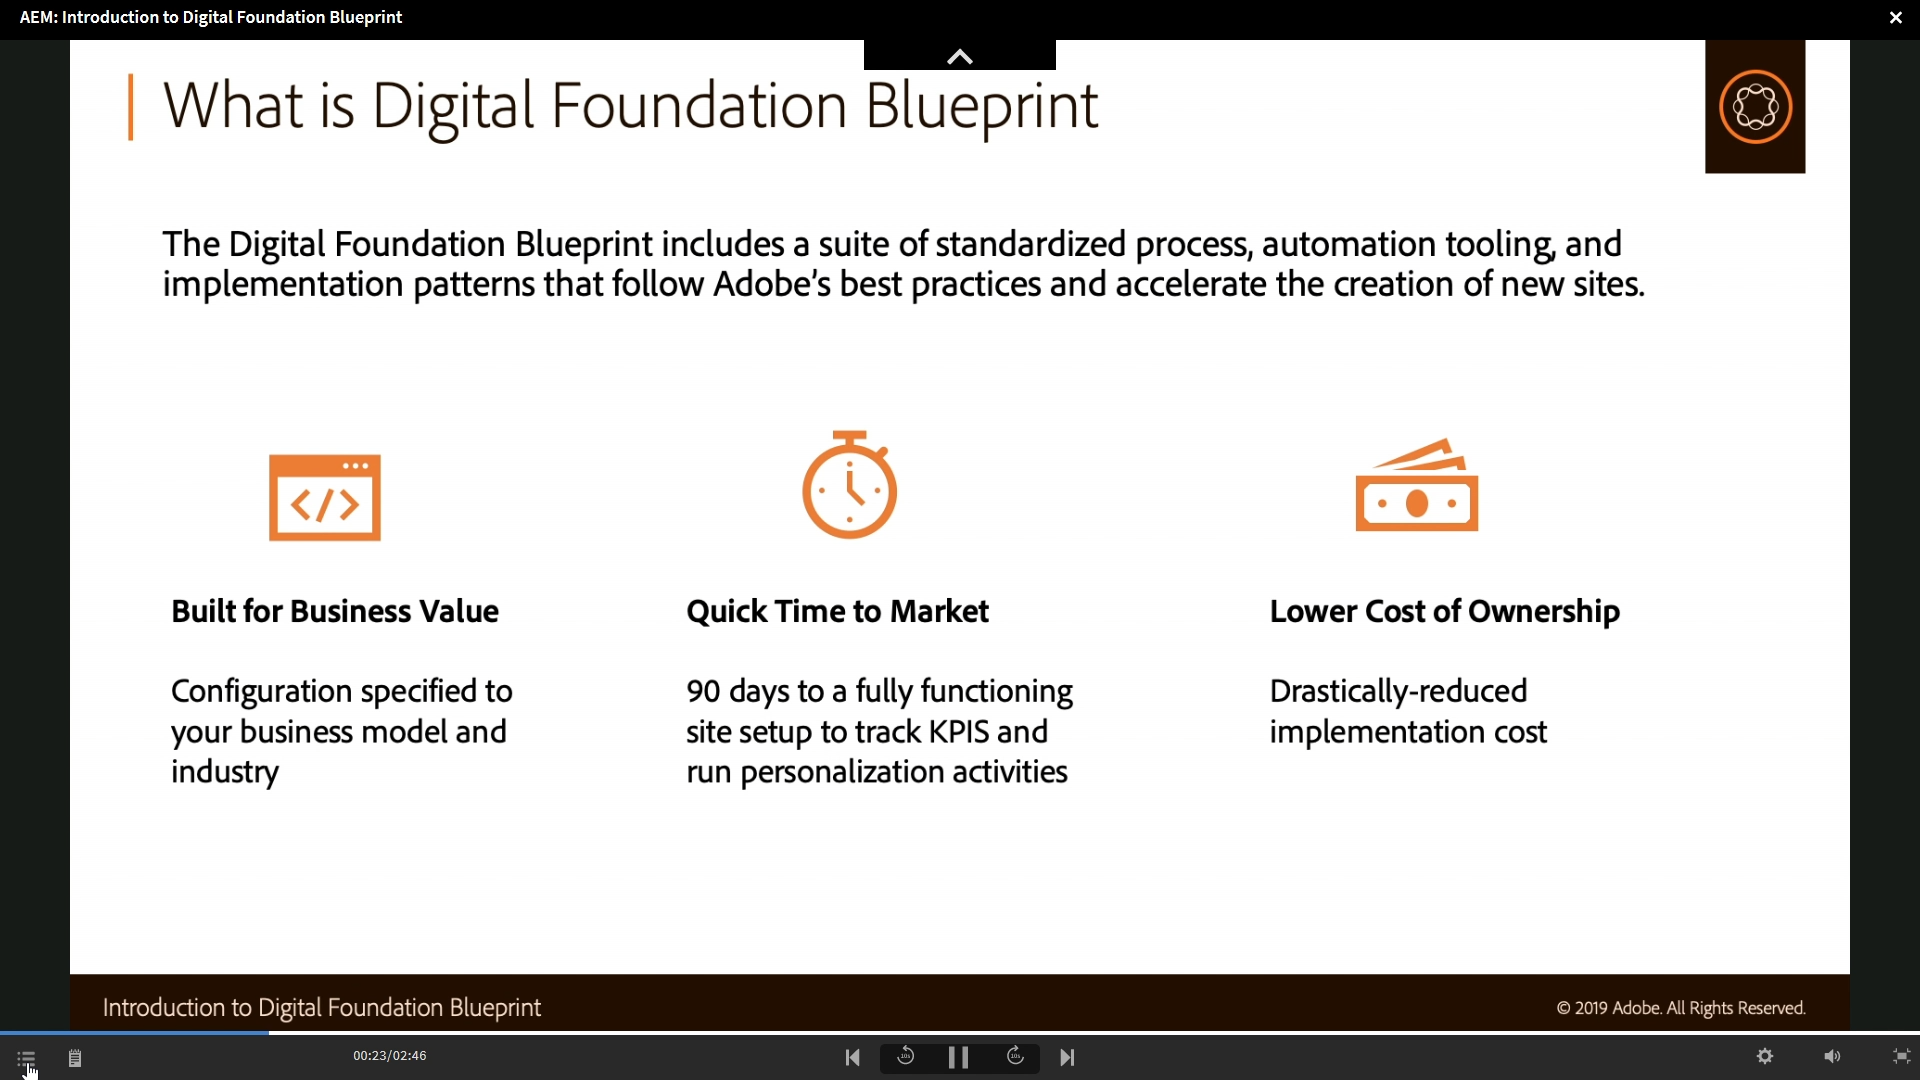 AEM: Introduction to Digital Foundation Blueprint
What is Digital Foundation Blueprint
The Digital Foundation Blueprint includes a suite of standardized process, automation tooling, and
implementation patterns that follow Adobe's best practices and accelerate the creation of new sites.
</>
Built for Business Value
Configuration specified to
your business model and
industry
Quick Time to Market
90 days to a fully functioning
site setup to track KPIS and
run personalization activities
Lower Cost of Ownership
Drastically-reduced
implementation cost
Introduction to Digital Foundation Blueprint
© 2019 Adobe. All Rights Reserved.
00:23/02:46
10s
10s